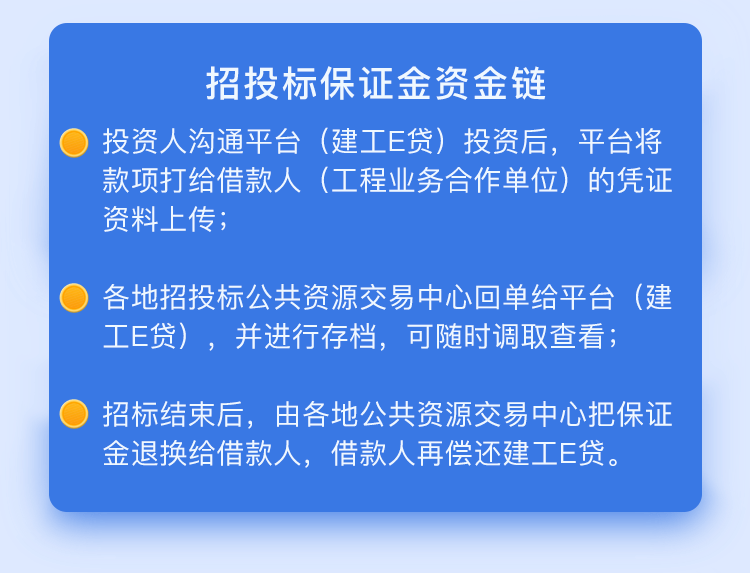 招投标保证金资金链
投资人沟通平台（建工E贷）投资后，平台将
款项打给借款人（工程业务合作单位）的凭证
资料上传；
各地招投标公共资源交易中心回单给平台（建
工E贷），并进行存档，可随时调取查看；
招标结束后，由各地公共资源交易中心把保证
金退换给借款人，借款人再偿还建工E贷。